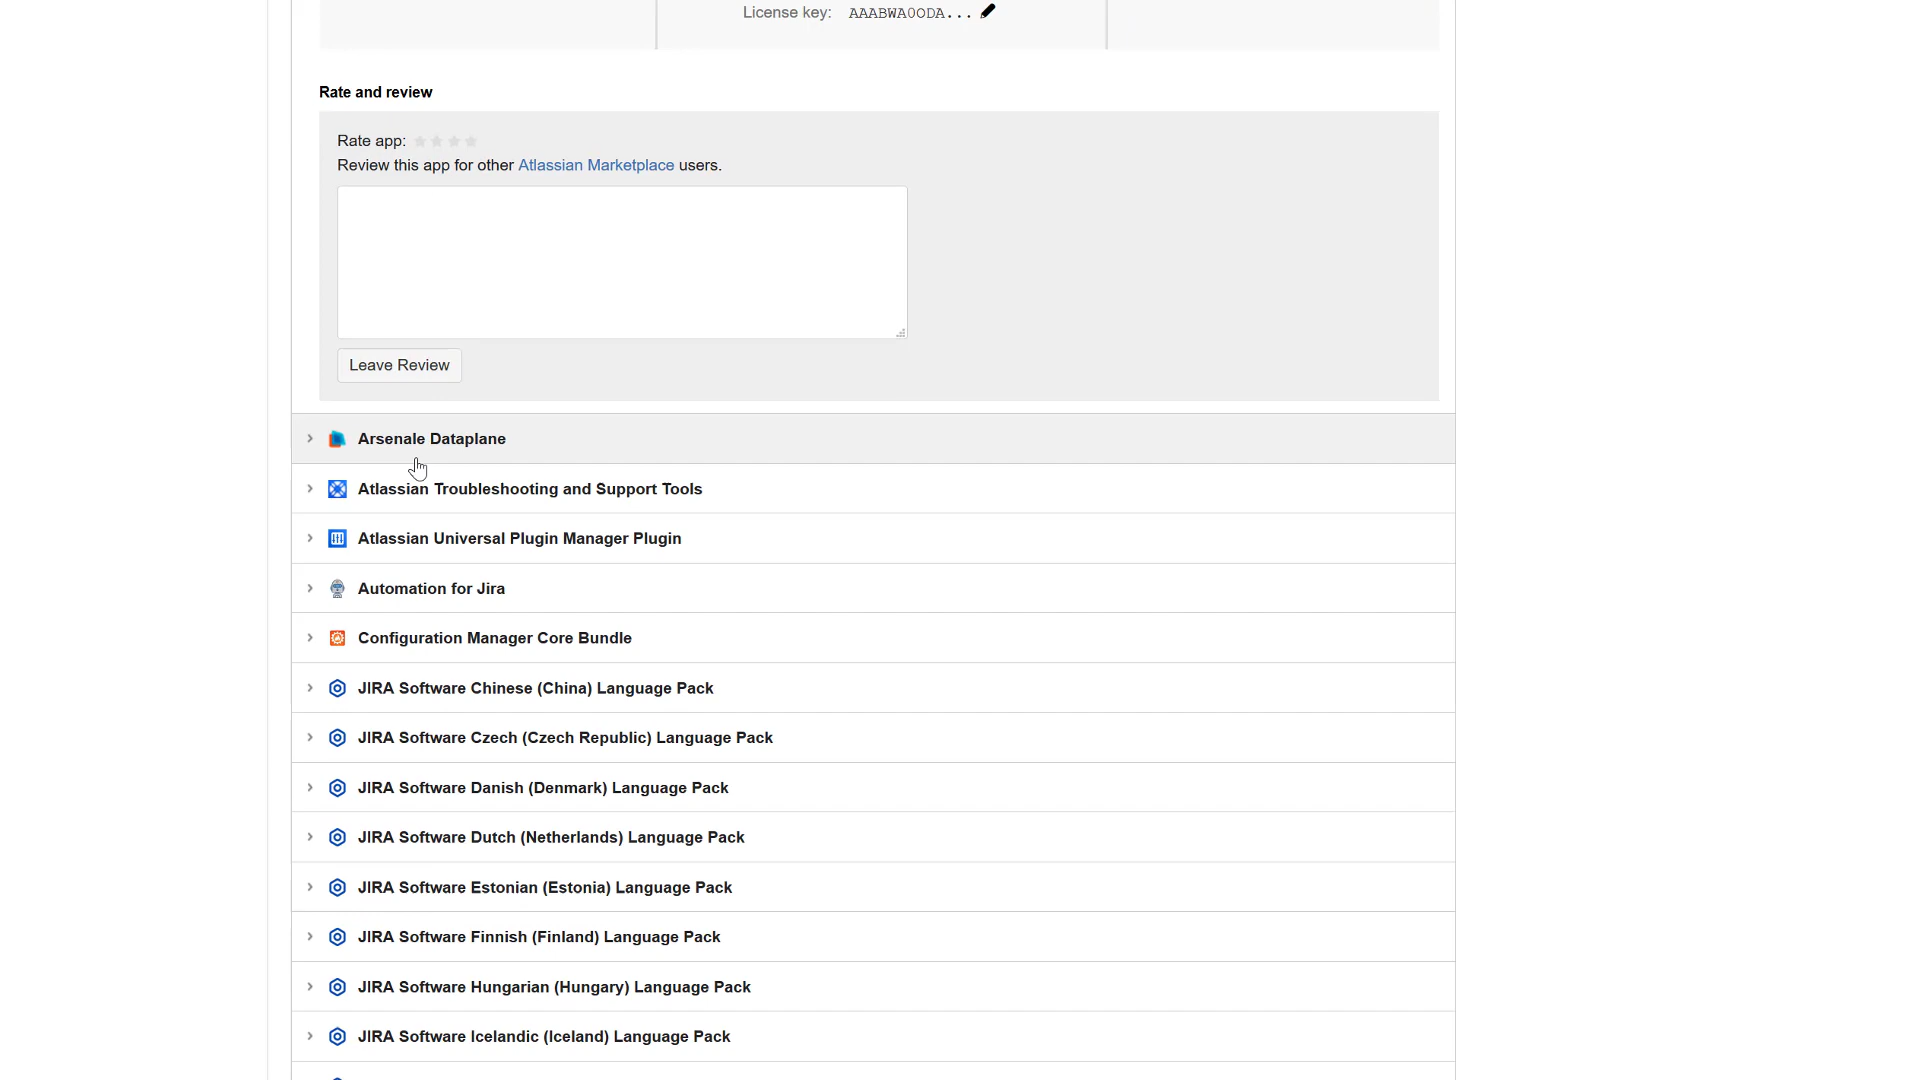 License key: AAABWA0ODA...
Rate and review
Rate app:
Review this app for other Atlassian Marketplace users.
Leave Review
Arsenale Dataplane
Atlassian Troubleshooting and Support Tools
Atlassian Universal Plugin Manager Plugin
Automation for Jira
Configuration Manager Core Bundle
JIRA Software Chinese (China) Language Pack
JIRA Software Czech (Czech Republic) Language Pack
JIRA Software Danish (Denmark) Language Pack
JIRA Software Dutch (Netherlands) Language Pack
JIRA Software Estonian (Estonia) Language Pack
JIRA Software Finnish (Finland) Language Pack
JIRA Software Hungarian (Hungary) Language Pack
JIRA Software Icelandic (Iceland) Language Pack